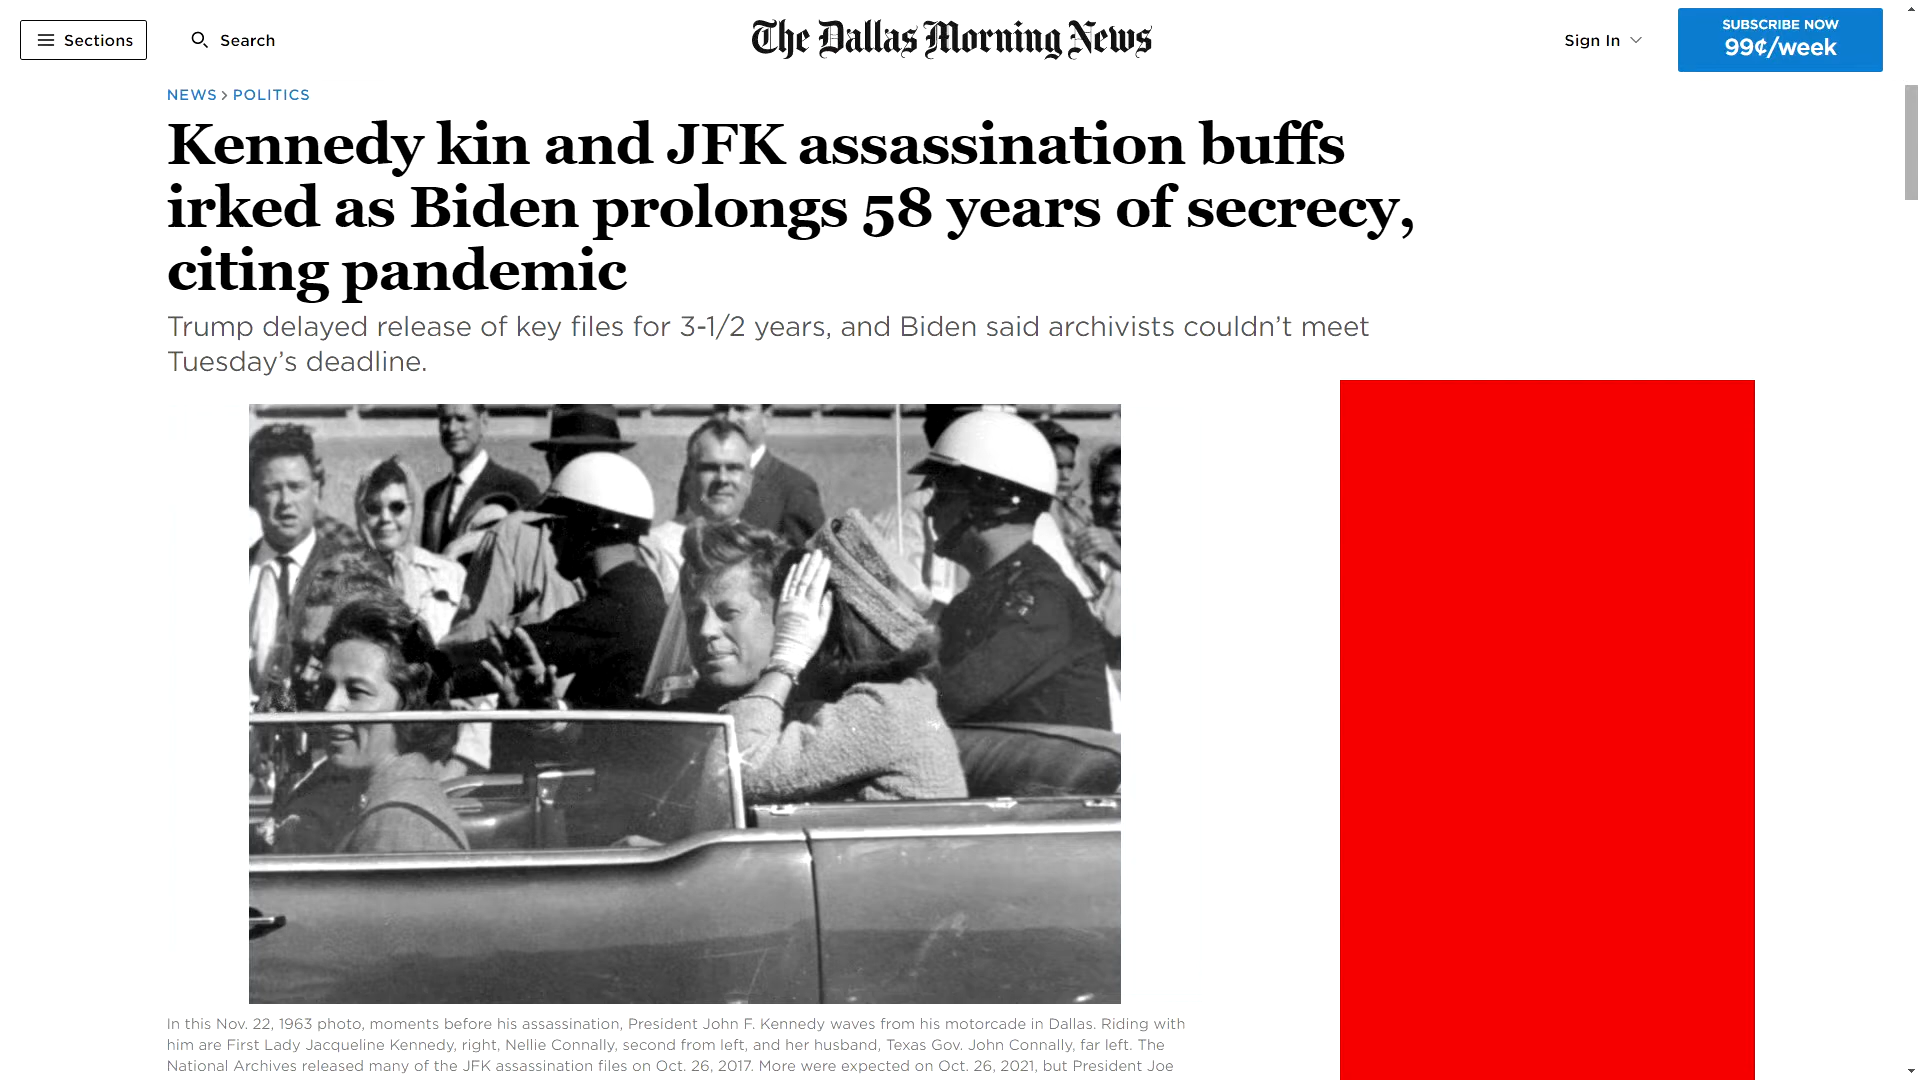 Sections
Search
The Dallas Morning News
Sign In
SUBSCRIBE NOW
99¢/week
NEWS > POLITICS
Kennedy kin and JFK assassination buffs
irked as Biden prolongs 58 years of secrecy,
citing pandemic
Trump delayed release of key files for 3-1/2 years, and Biden said archivists couldn’t meet
Tuesday’s deadline.
In this Nov. 22, 1963 photo, moments before his assassination, President John F. Kennedy waves from his motorcade in Dallas. Riding with
him are First Lady Jacqueline Kennedy, right, Nellie Connally, second from left, and her husband, Texas Gov. John Connally, far left. The
National Archives released many of the JFK assassination files on Oct. 26, 2017. More were expected on Oct. 26, 2021, but President Joe